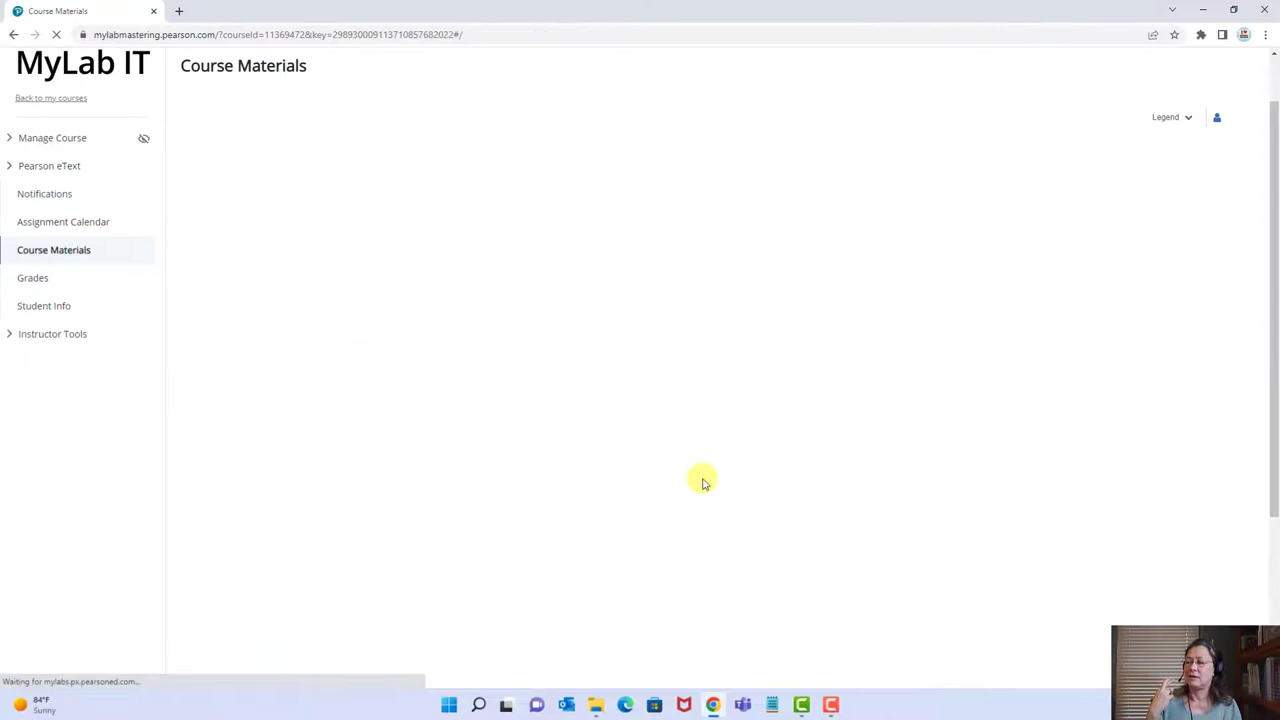 Course Materials
mylabmastering.pearson.com/?courseId=11369472&key=298930009113710857682022#/
MyLab IT
Course Materials
Back to my courses
Legend
Manage Course
Pearson eText
Notifications
Assignment Calendar
Course Materials
Grades
Student Info
Instructor Tools
Waiting for mylabs.px.pearsoned.com...
84°F
Sunny